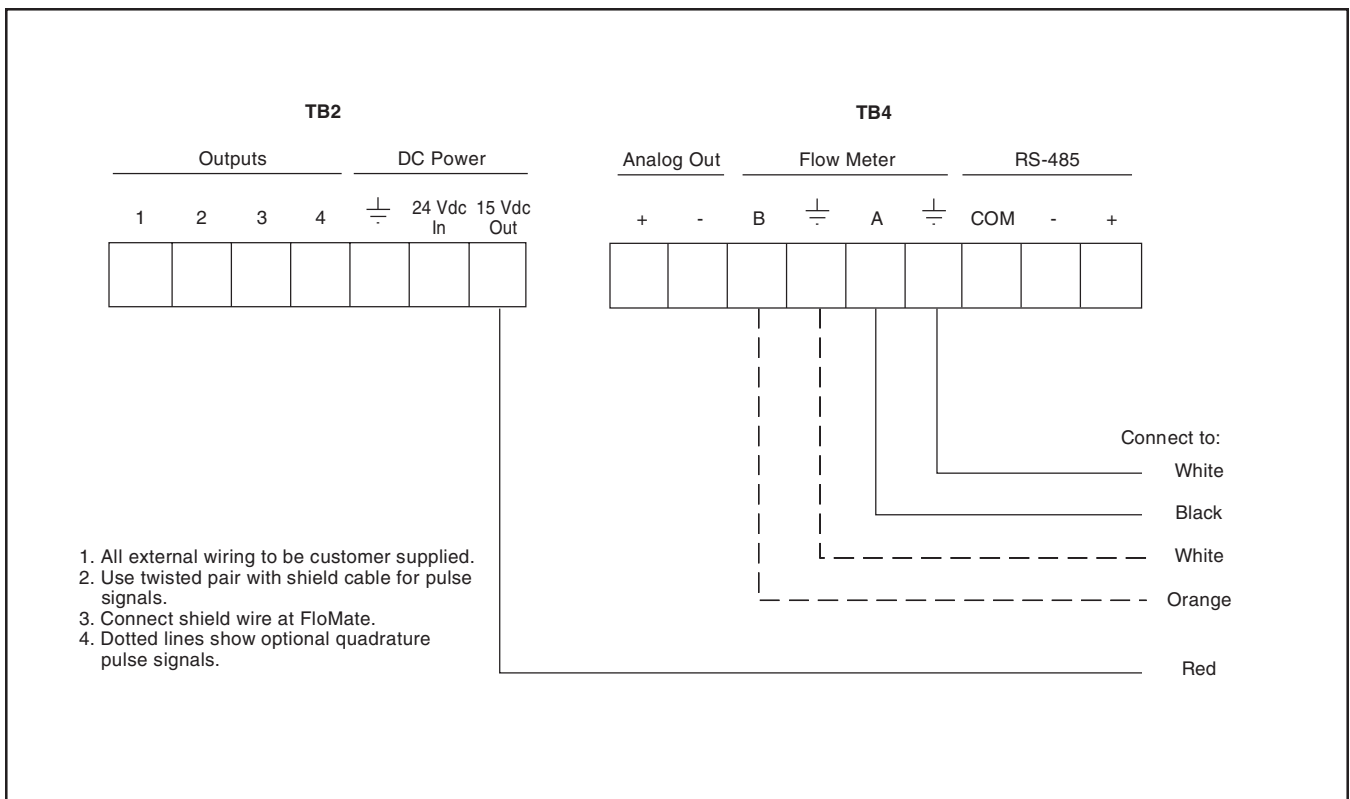 TB2
Outputs DC Power
1 2 3 4 24 Vdc In 15 Vdc Out
TB4
Analog Out Flow Meter RS-485
+ - B A COM - +
Connect to:
White
Black
White
Orange
Red
1. All external wiring to be customer supplied.
2. Use twisted pair with shield cable for pulse
signals.
3. Connect shield wire at FloMate.
4. Dotted lines show optional quadrature
pulse signals.